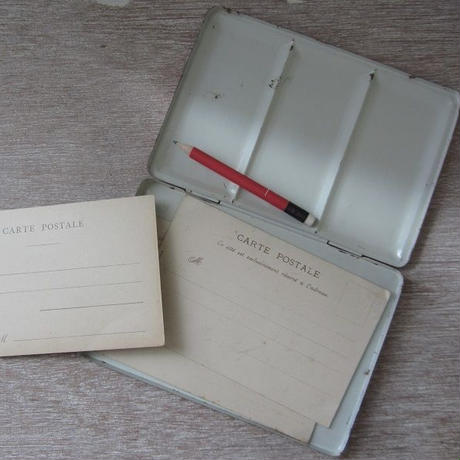 CARTE POSTALE
M
CARTE POSTALE
Ce côté est exclusivement réservé à l'adresse.
M